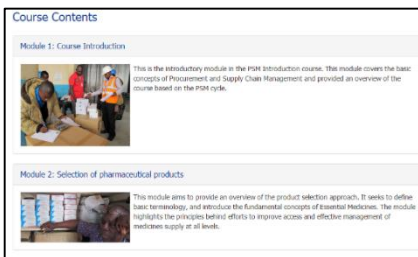 Course Contents
Module 1: Course Introduction
This is the introductory module in the PSM Introduction course. This module covers the basic
concepts of Procurement and Supply Chain Management and provided an overview of the
course based on the PSM cycle.
Module 2: Selection of pharmaceutical products
This module aims to provide an overview of the product selection approach. It seeks to define
basic terminology, and introduce the fundamental concepts of Essential Medicines. The module
highlights the principles behind efforts to improve access and effective management of
medicines supply at all levels.